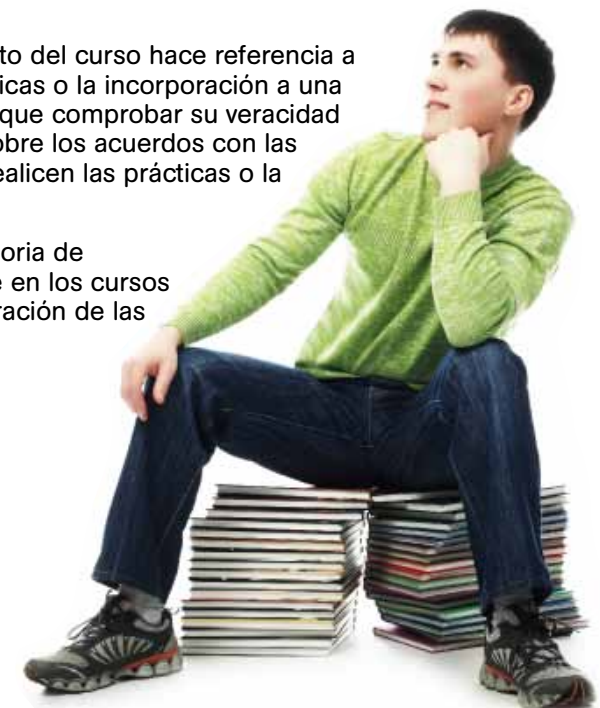 to del curso hace referencia a
icas o la incorporación a una
que comprobar su veracidad
obre los acuerdos con las
ealicen las prácticas o la
oria de
e en los cursos
ración de las